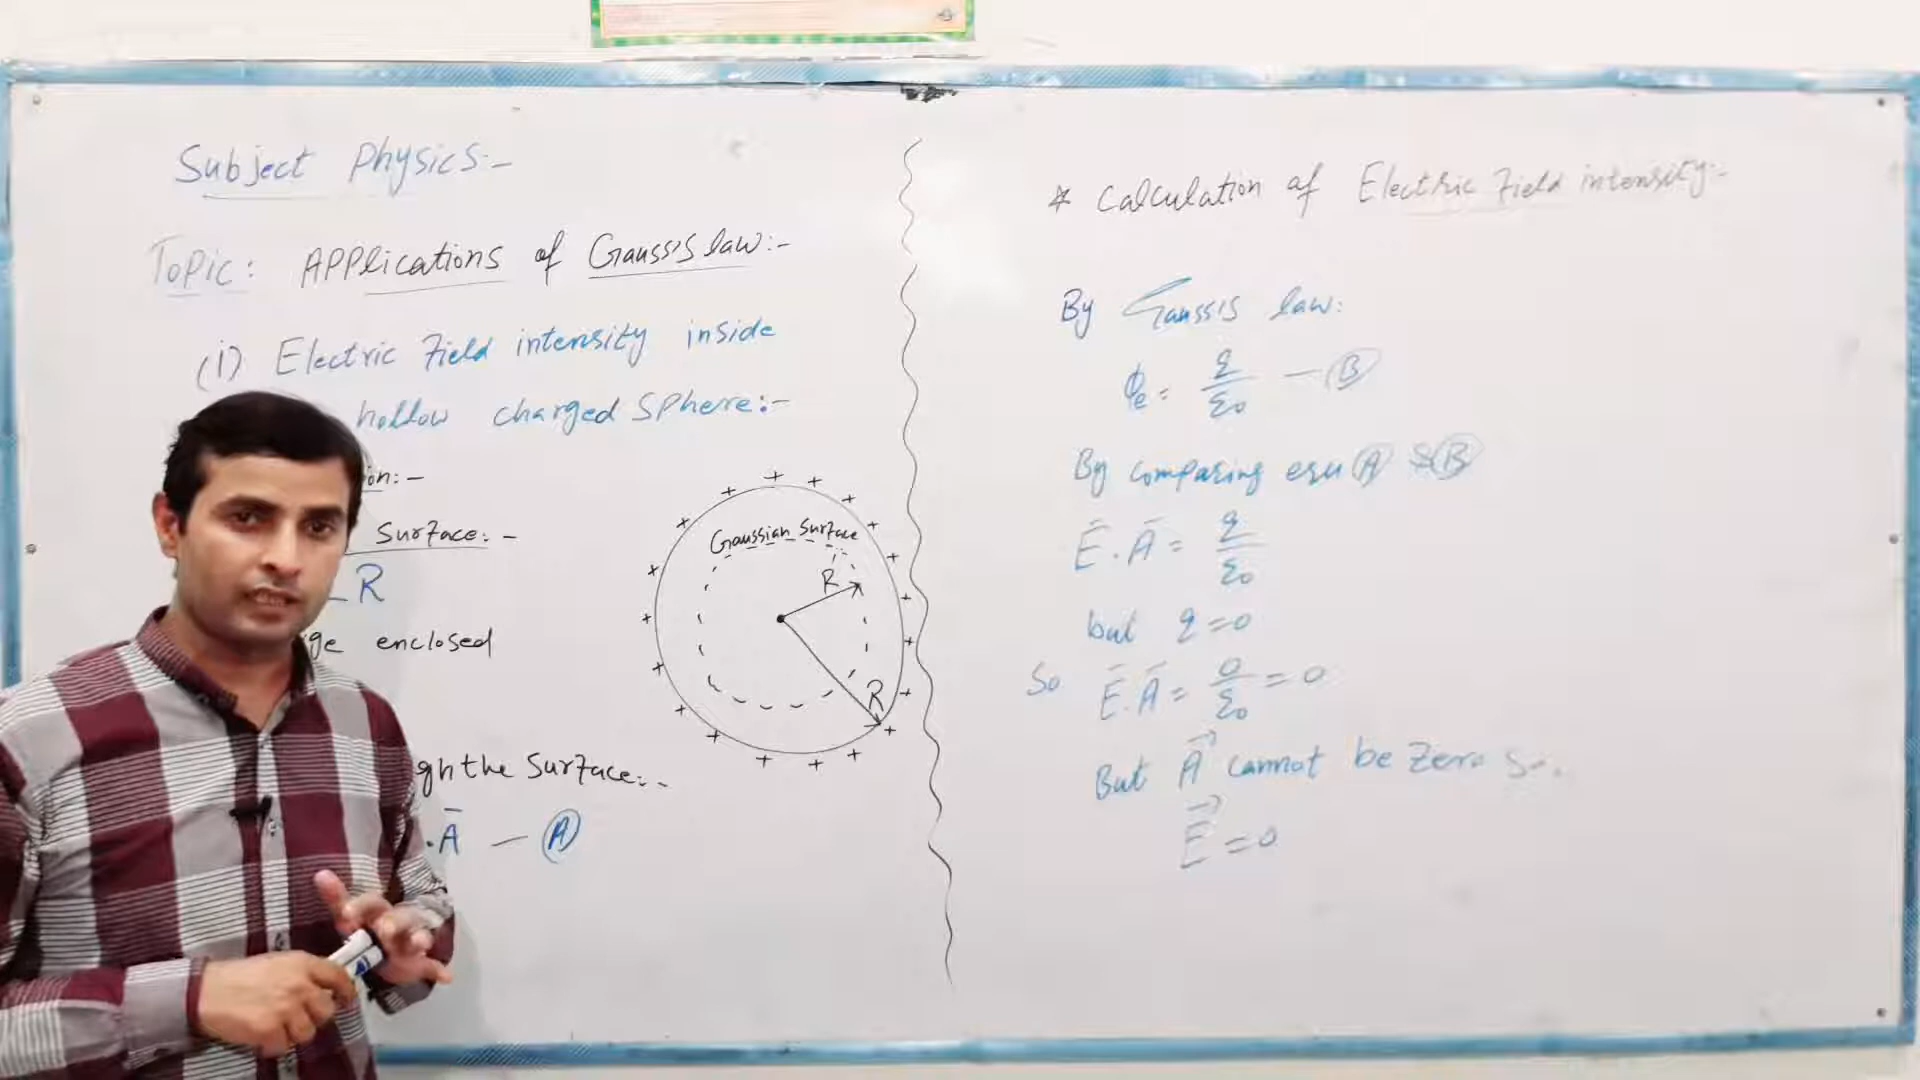 Subject Physics:-
Topic: Applications of Gauss's law:-
(i) Electric Field intensity inside
hollow charged sphere:-
ion:-
Surface:-
R
ge enclosed
gh the Surface:-
. A̅ — (A)
Gaussian Surface
R
R
* Calculation of Electric Field intensity:-
By Gauss's law:
ϕe = q/ε0 — (B)
By comparing equ (A) & (B)
E̅ . A̅ = q/ε0
but q = 0
So E̅ . A̅ = 0/ε0 = 0
But A⃗ cannot be zero So.
E⃗ = 0